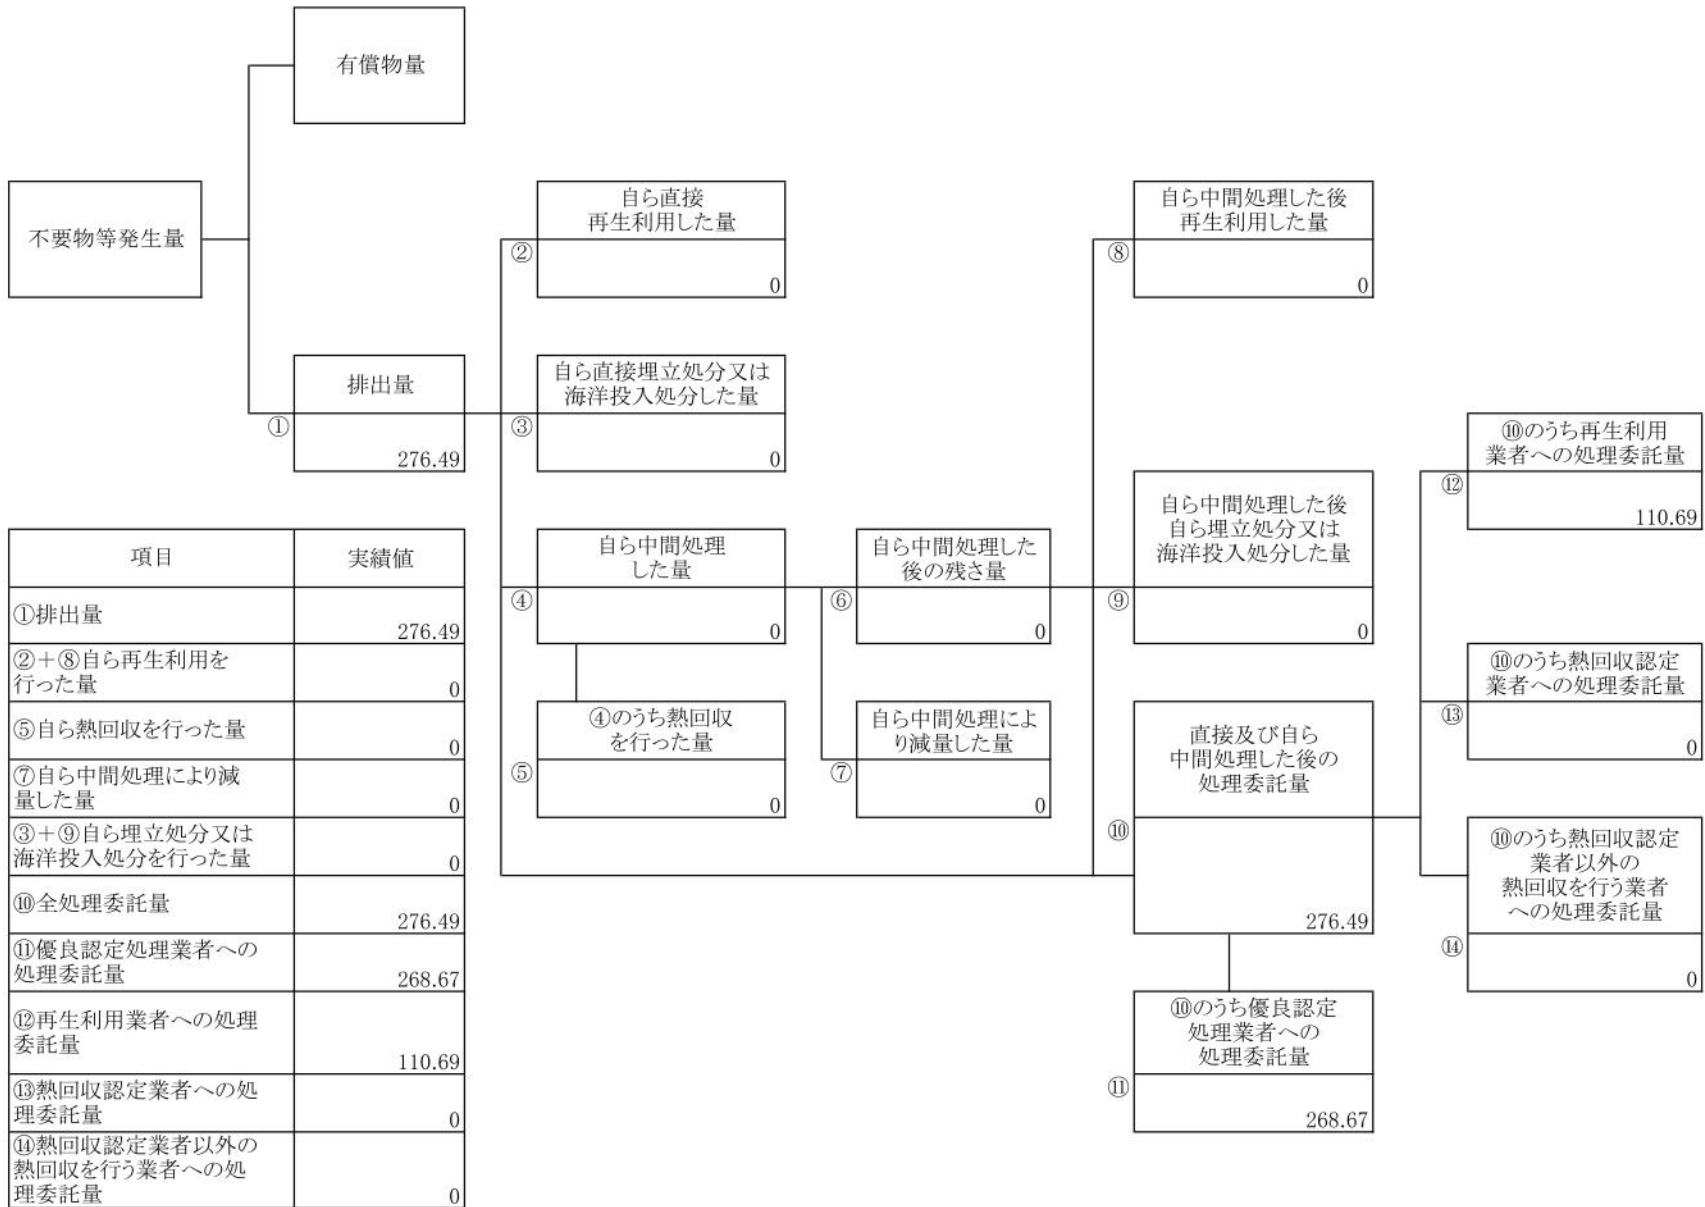 有償物量
不要物等発生量
自ら直接
再生利用した量
②
0
自ら中間処理した後
再生利用した量
⑧
0
排出量
①
276.49
自ら直接埋立処分又は
海洋投入処分した量
③
0
⑩のうち再生利用
業者への処理委託量
⑫
110.69
自ら中間処理
した量
④
0
自ら中間処理した
後の残さ量
⑥
0
自ら中間処理した後
自ら埋立処分又は
海洋投入処分した量
⑨
0
⑩のうち熱回収認定
業者への処理委託量
⑬
0
④のうち熱回収
を行った量
⑤
0
自ら中間処理によ
り減量した量
⑦
0
直接及び自ら
中間処理した後の
処理委託量
⑩
276.49
⑩のうち熱回収認定
業者以外の
熱回収を行う業者
への処理委託量
⑭
0
⑩のうち優良認定
処理業者への
処理委託量
⑪
268.67
項目
実績値
①排出量
276.49
②+⑧自ら再生利用を
行った量
0
⑤自ら熱回収を行った量
0
⑦自ら中間処理により減
量した量
0
③+⑨自ら埋立処分又は
海洋投入処分を行った量
0
⑩全処理委託量
276.49
⑪優良認定処理業者への
処理委託量
268.67
⑫再生利用業者への処理
委託量
110.69
⑬熱回収認定業者への処
理委託量
0
⑭熱回収認定業者以外の
熱回収を行う業者への処
理委託量
0